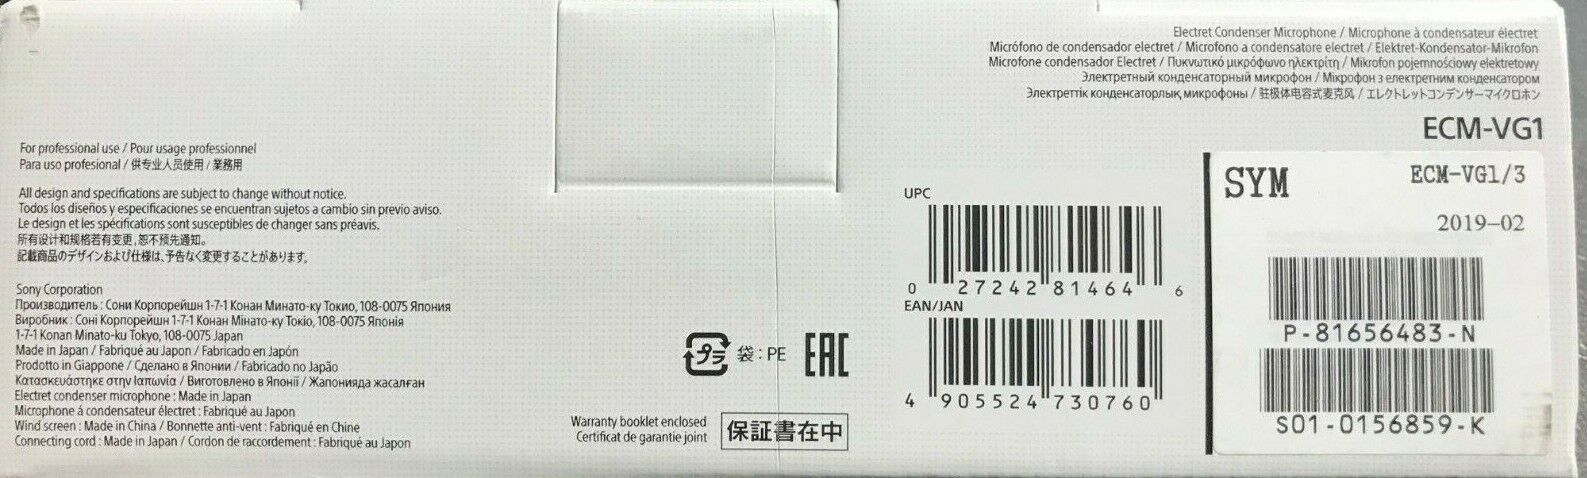 Electret Condenser Microphone / Microphone à condensateur électret
Micrófono de condensador electret / Microfono a condensatore electret / Elektret-Kondensator-Mikrofon
Microfone condensador Electret / Πυκνωτικό μικρόφωνο ηλεκτρίτη / Mikrofon pojemnościowy elektretowy
Электретный конденсаторный микрофон / Мікрофон з електретним конденсатором
Электреттік конденсаторлық микрофоны / 驻极体电容式麦克风 / エレクトレットコンデンサーマイクロホン
ECM-VG1
For professional use / Pour usage professionnel
Para uso profesional / 供专业人员使用 / 業務用
All design and specifications are subject to change without notice.
Todos los diseños y especificaciones se encuentran sujetos a cambio sin previo aviso.
Le design et les spécifications sont susceptibles de changer sans préavis.
所有设计和规格若有变更,恕不预先通知。
記載商品のデザインおよび仕様は、予告なく変更することがあります。
Sony Corporation
Производитель : Сони Корпорейшн 1-7-1 Конан Минато-ку Токио, 108-0075 Япония
Виробник : Соні Корпорейшн 1-7-1 Конан Мінато-ку Токіо, 108-0075 Японія
1-7-1 Konan Minato-ku Tokyo, 108-0075 Japan
Made in Japan / Fabriqué au Japon / Fabricado en Japón
Prodotto in Giappone / Сделано в Японии / Fabricado no Japão
Κατασκευάστηκε στην Ιαπωνία / Виготовлено в Японії / Жапонияда жасалған
Electret condenser microphone : Made in Japan
Microphone á condensateur électret : Fabriqué au Japon
Wind screen : Made in China / Bonnette anti-vent : Fabriqué en Chine
Connecting cord : Made in Japan / Cordon de raccordement : Fabriqué au Japon
プラ 袋 : PE EAC
Warranty booklet enclosed
Certificat de garantie joint
保証書在中
UPC
0 27242 81464 6
EAN/JAN
4 905524 730760
SYM ECM-VG1/3
2019-02
P-81656483-N
S01-0156859-K